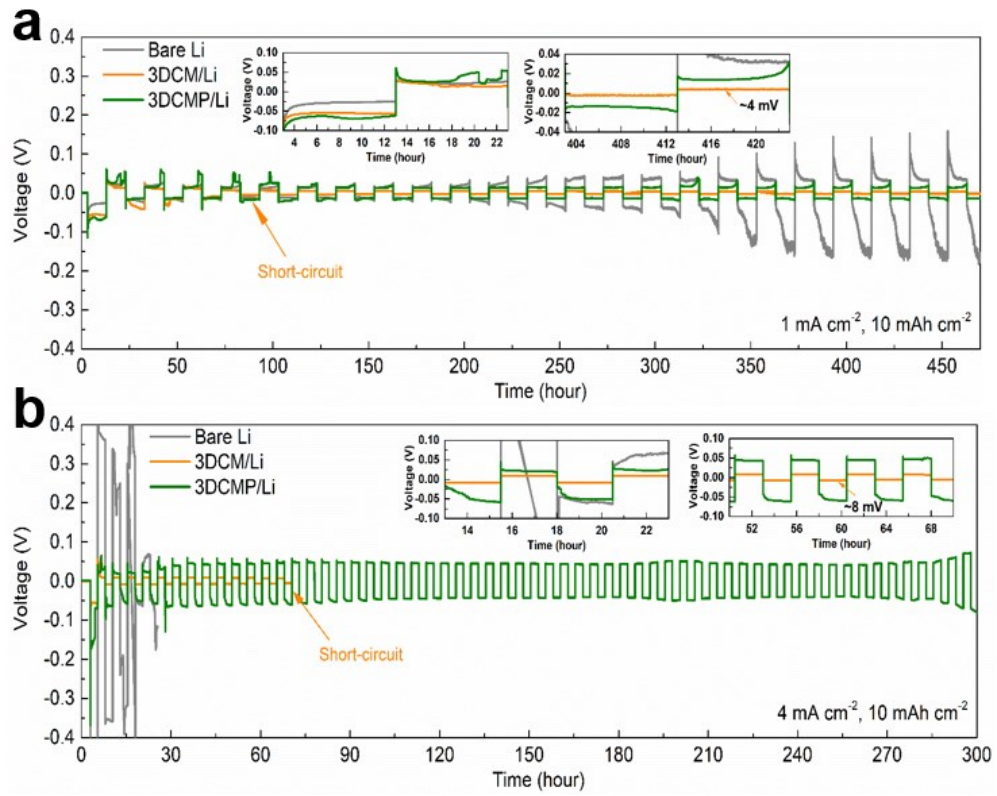 a
Bare Li
3DCM/Li
3DCMP/Li
Voltage (V)
0.4
0.3
0.2
0.1
0.0
-0.1
-0.2
-0.3
-0.4
0 50 100 150 200 250 300 350 400 450
Time (hour)
Voltage (V)
0.10
0.05
0.00
-0.05
-0.10
4 6 8 10 12 14 16 18 20 22
Time (hour)
Voltage (V)
0.04
0.02
0.00
-0.02
-0.04
404 408 412 416 420
Time (hour)
~4 mV
Short-circuit
1 mA cm⁻², 10 mAh cm⁻²
b
Bare Li
3DCM/Li
3DCMP/Li
Voltage (V)
0.4
0.3
0.2
0.1
0.0
-0.1
-0.2
-0.3
-0.4
0 30 60 90 120 150 180 210 240 270 300
Time (hour)
Voltage (V)
0.10
0.05
0.00
-0.05
-0.10
14 16 18 20 22
Time (hour)
Voltage (V)
0.10
0.05
0.00
-0.05
-0.10
52 56 60 64 68
Time (hour)
~8 mV
Short-circuit
4 mA cm⁻², 10 mAh cm⁻²